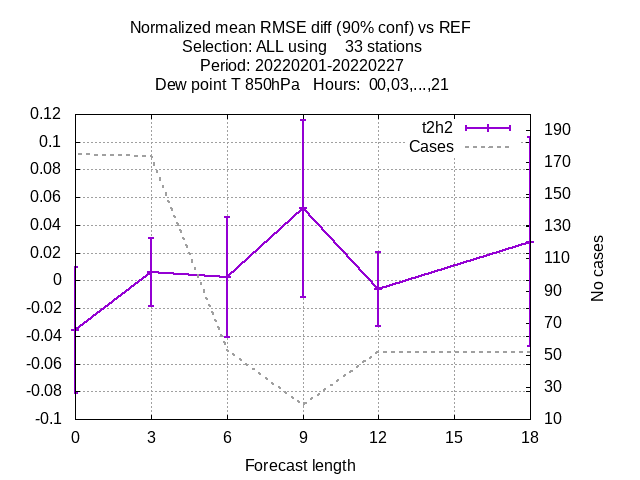 Normalized mean RMSE diff (90% conf) vs REF
Selection: ALL using    33 stations
Period: 20220201-20220227
Dew point T 850hPa   Hours:  00,03,...,21
t2h2
Cases
0.12
0.1
0.08
0.06
0.04
0.02
0
-0.02
-0.04
-0.06
-0.08
-0.1
190
170
150
130
110
90
70
50
30
10
No cases
0 3 6 9 12 15 18
Forecast length